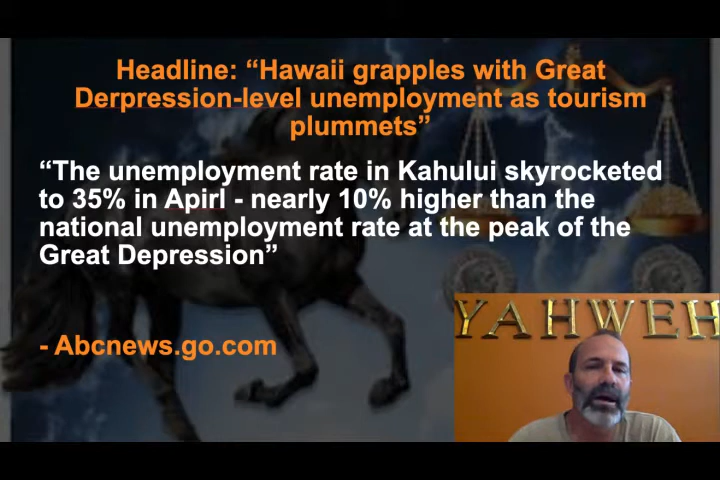 Headline: “Hawaii grapples with Great
Derpression-level unemployment as tourism
plummets”
“The unemployment rate in Kahului skyrocketed
to 35% in Apirl - nearly 10% higher than the
national unemployment rate at the peak of the
Great Depression”
- Abcnews.go.com
YAHWEH